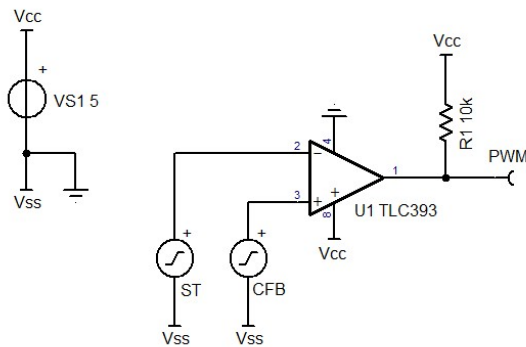 Vcc
+
VS1 5
Vss
Vcc
R1 10k
PWM
4
2
−
1
3
+
+
8
U1 TLC393
Vcc
+
ST
Vss
+
CFB
Vss